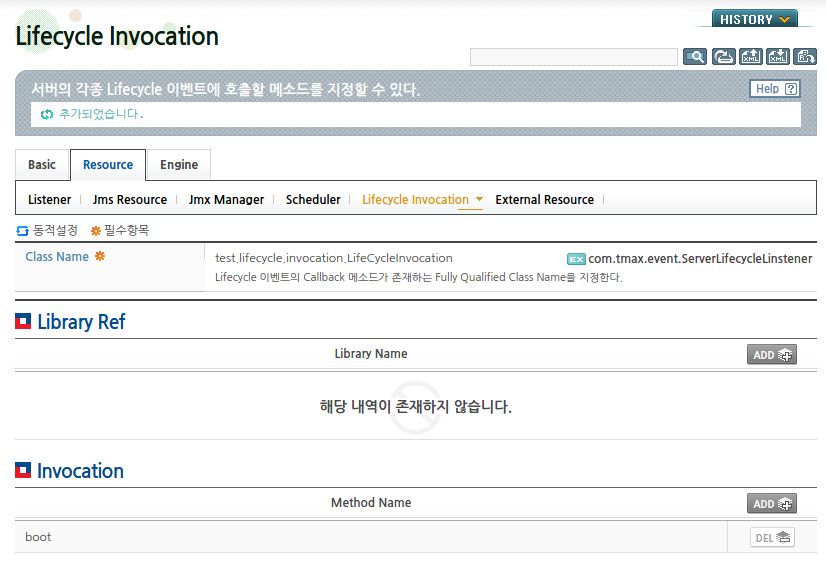 HISTORY
Lifecycle Invocation
XML XML
서버의 각종 Lifecycle 이벤트에 호출할 메소드를 지정할 수 있다.
Help ?
추가되었습니다.
Basic Resource Engine
Listener Jms Resource Jmx Manager Scheduler Lifecycle Invocation External Resource
동적설정 필수항목
Class Name test.lifecycle.invocation.LifeCycleInvocation EX com.tmax.event.ServerLifecycleLinstener
Lifecycle 이벤트의 Callback 메소드가 존재하는 Fully Qualified Class Name을 지정한다.
Library Ref
Library Name ADD
해당 내역이 존재하지 않습니다.
Invocation
Method Name ADD
boot DEL